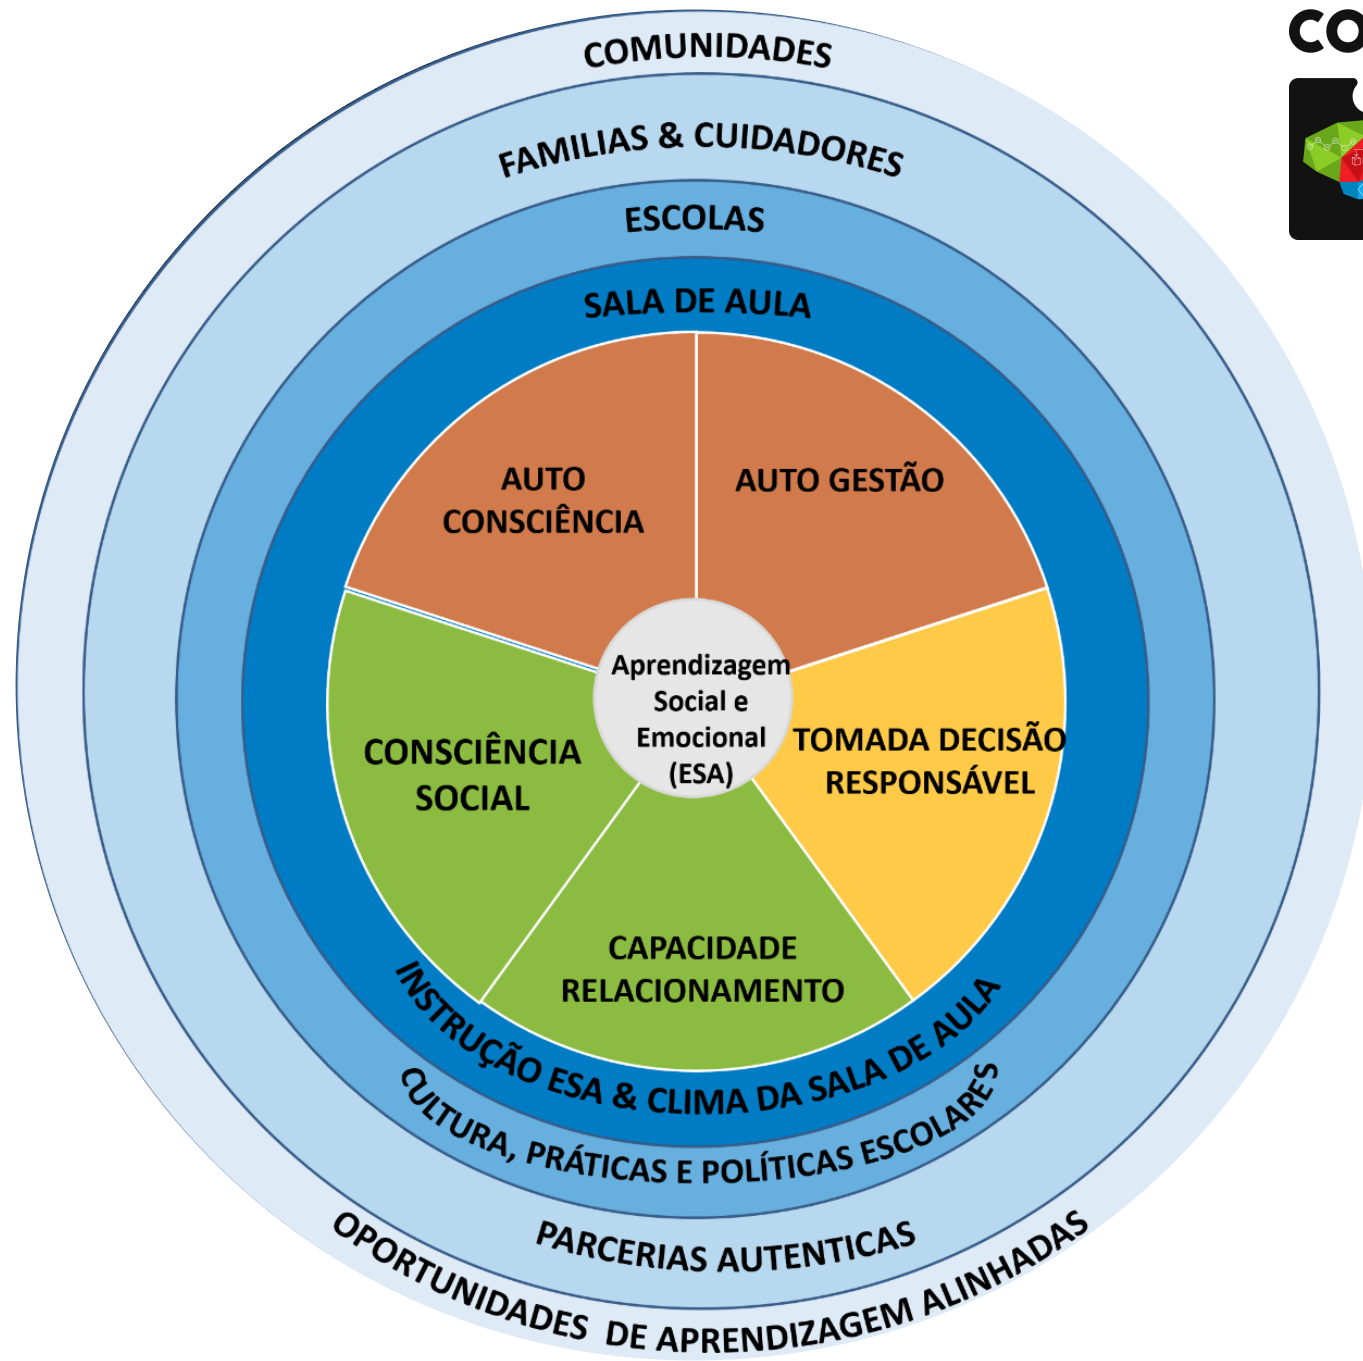 CO
COMUNIDADES
FAMILIAS & CUIDADORES
ESCOLAS
SALA DE AULA
AUTO
CONSCIÊNCIA
AUTO GESTÃO
Aprendizagem
Social e
Emocional
(ESA)
CONSCIÊNCIA
SOCIAL
TOMADA DECISÃO
RESPONSÁVEL
CAPACIDADE
RELACIONAMENTO
INSTRUÇÃO ESA & CLIMA DA SALA DE AULA
CULTURA, PRÁTICAS E POLÍTICAS ESCOLARES
PARCERIAS AUTENTICAS
OPORTUNIDADES DE APRENDIZAGEM ALINHADAS